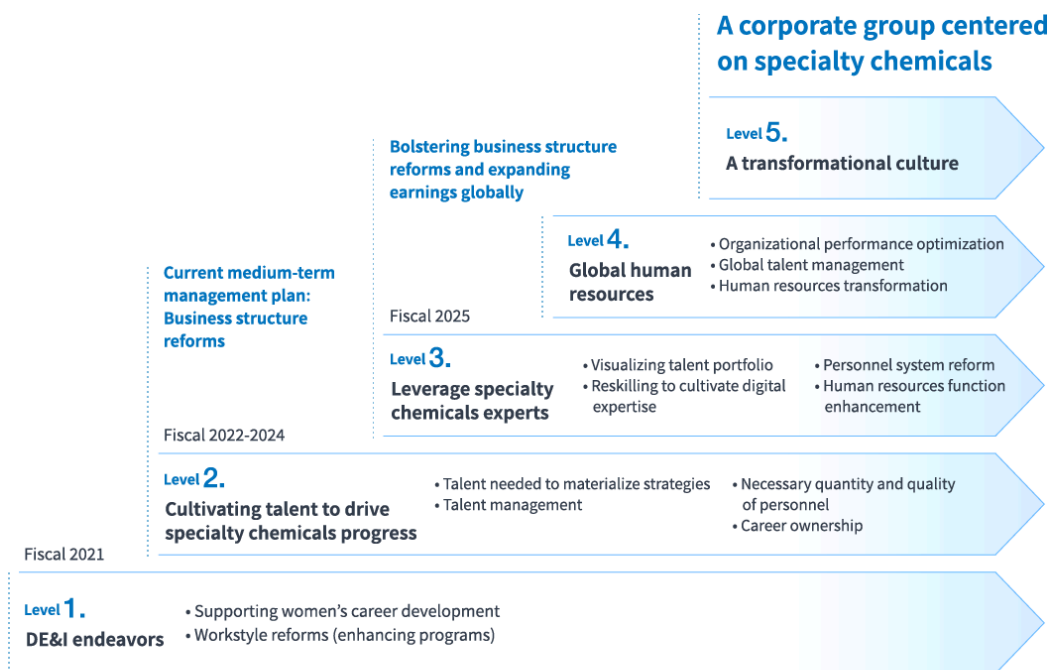 A corporate group centered
on specialty chemicals
Level 5.
A transformational culture
Bolstering business structure
reforms and expanding
earnings globally
Level 4.
Global human
resources
• Organizational performance optimization
• Global talent management
• Human resources transformation
Current medium-term
management plan:
Business structure
reforms
Fiscal 2025
Level 3.
Leverage specialty
chemicals experts
• Visualizing talent portfolio
• Reskilling to cultivate digital
expertise
• Personnel system reform
• Human resources function
enhancement
Fiscal 2022-2024
Level 2.
Cultivating talent to drive
specialty chemicals progress
• Talent needed to materialize strategies
• Talent management
• Necessary quantity and quality
of personnel
• Career ownership
Fiscal 2021
Level 1.
DE&I endeavors
• Supporting women’s career development
• Workstyle reforms (enhancing programs)